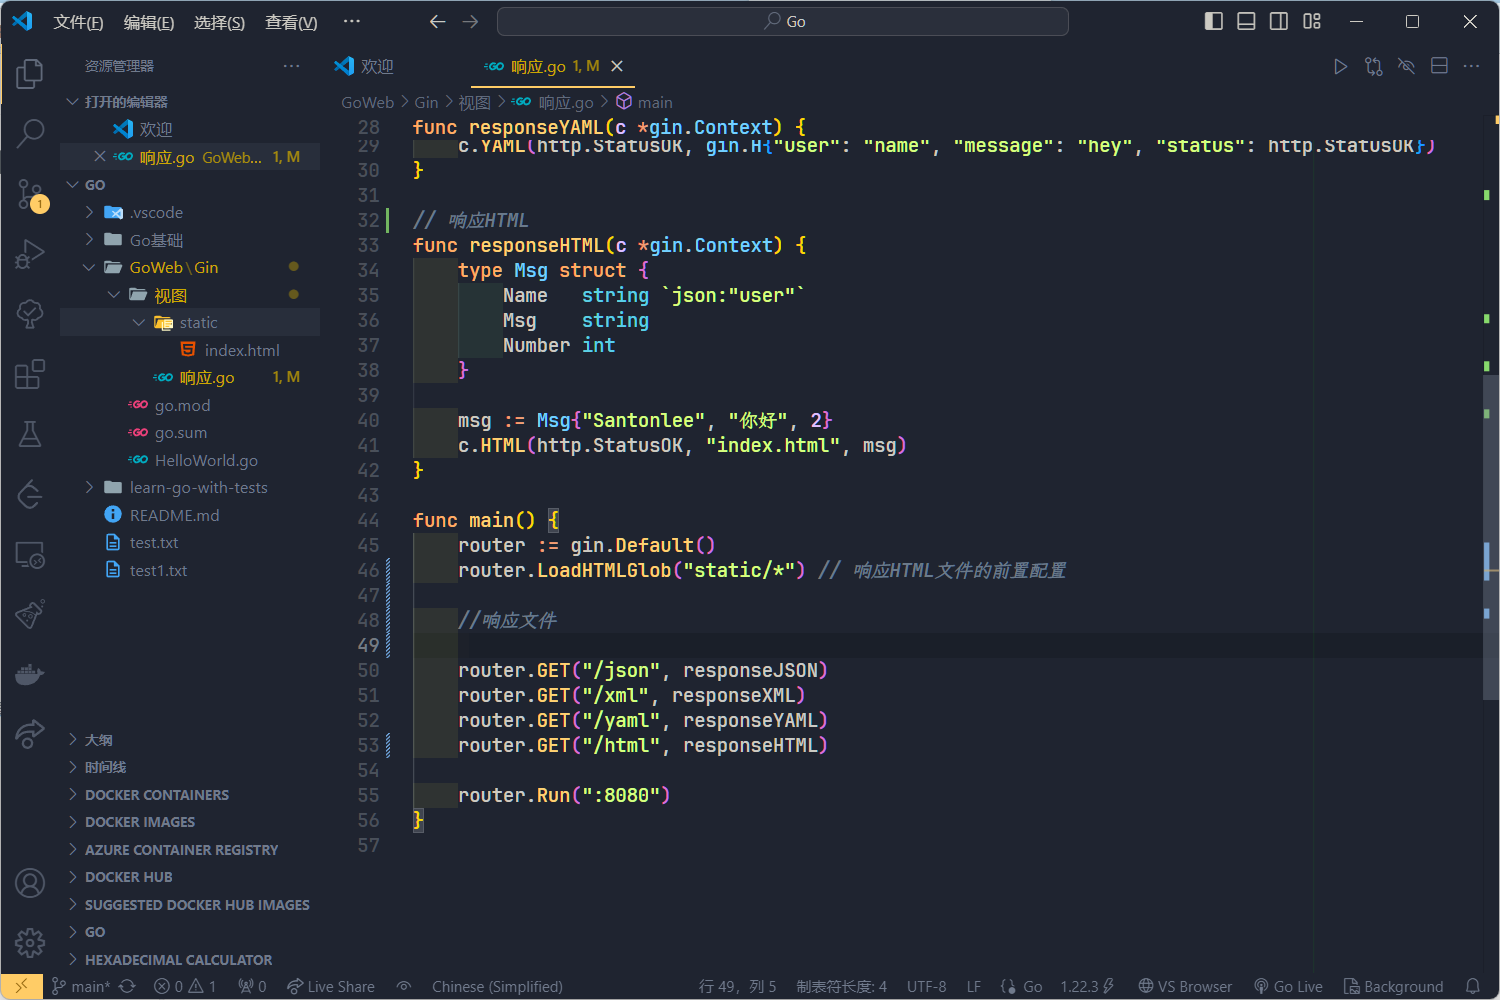 文件(F) 编辑(E) 选择(S) 查看(V) ··· Go
资源管理器 ···
打开的编辑器
欢迎
响应.go GoWeb... 1, M
GO
.vscode
Go基础
GoWeb\Gin
视图
static
index.html
响应.go 1, M
go.mod
go.sum
HelloWorld.go
learn-go-with-tests
README.md
test.txt
test1.txt
大纲
时间线
DOCKER CONTAINERS
DOCKER IMAGES
AZURE CONTAINER REGISTRY
DOCKER HUB
SUGGESTED DOCKER HUB IMAGES
GO
HEXADECIMAL CALCULATOR
欢迎 响应.go 1, M
GoWeb > Gin > 视图 > 响应.go > main
28 func responseYAML(c *gin.Context) {
29 c.YAML(http.StatusOK, gin.H{"user": "name", "message": "hey", "status": http.StatusOK})
30 }
31
32 // 响应HTML
33 func responseHTML(c *gin.Context) {
34 type Msg struct {
35 Name string `json:"user"`
36 Msg string
37 Number int
38 }
39
40 msg := Msg{"Santonlee", "你好", 2}
41 c.HTML(http.StatusOK, "index.html", msg)
42 }
43
44 func main() {
45 router := gin.Default()
46 router.LoadHTMLGlob("static/*") // 响应HTML文件的前置配置
47
48 //响应文件
49
50 router.GET("/json", responseJSON)
51 router.GET("/xml", responseXML)
52 router.GET("/yaml", responseYAML)
53 router.GET("/html", responseHTML)
54
55 router.Run(":8080")
56 }
57
main* 0 1 0 Live Share Chinese (Simplified) 行 49，列 5 制表符长度: 4 UTF-8 LF Go 1.22.3 VS Browser Go Live Background